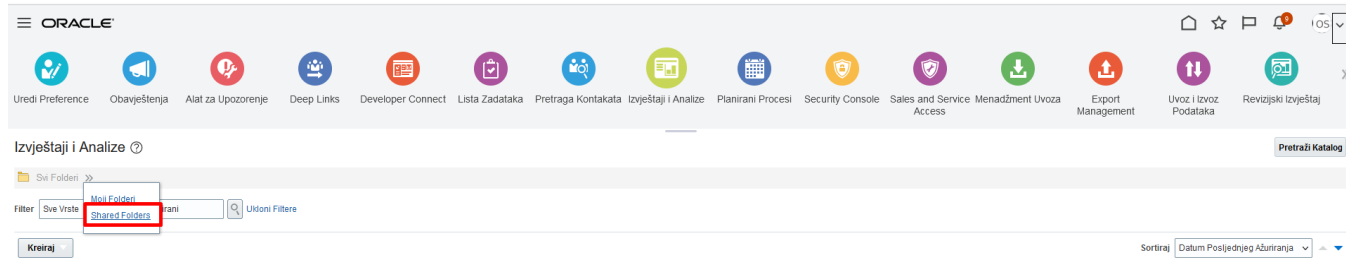 ORACLE
9
OS
Uredi Preference
Obavještenja
Alat za Upozorenje
Deep Links
Developer Connect
Lista Zadataka
Pretraga Kontakata
Izvještaji i Analize
Planirani Procesi
Security Console
Sales and Service
Access
Menadžment Uvoza
Export
Management
Uvoz i Izvoz
Podataka
Revizijski Izvještaj
Izvještaji i Analize
Pretraži Katalog
Svi Folderi
Moji Folderi
Shared Folders
Filter
Sve Vrste
Ukloni Filtere
Kreiraj
Sortiraj
Datum Posljednjeg Ažuriranja